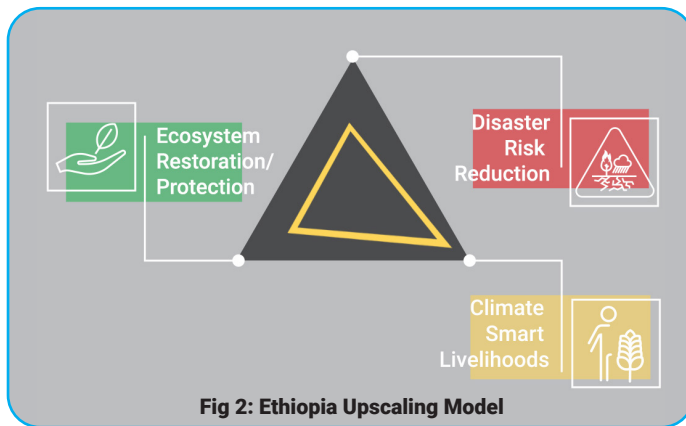 Ecosystem
Restoration/
Protection
Disaster
Risk
Reduction
Climate
Smart
Livelihoods
Fig 2: Ethiopia Upscaling Model